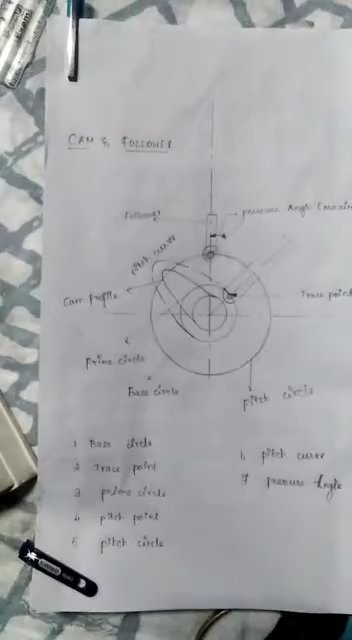 CAM & FOLLOWER
Follower
pressure Angle (maxim
pitch curve
Cam profile
Trace point
prime circle
Base circle
pitch circle
1 Base circle
2 Trace point
3 prime circle
4 pitch point
5 pitch circle
6 pitch curve
7 pressure Angle